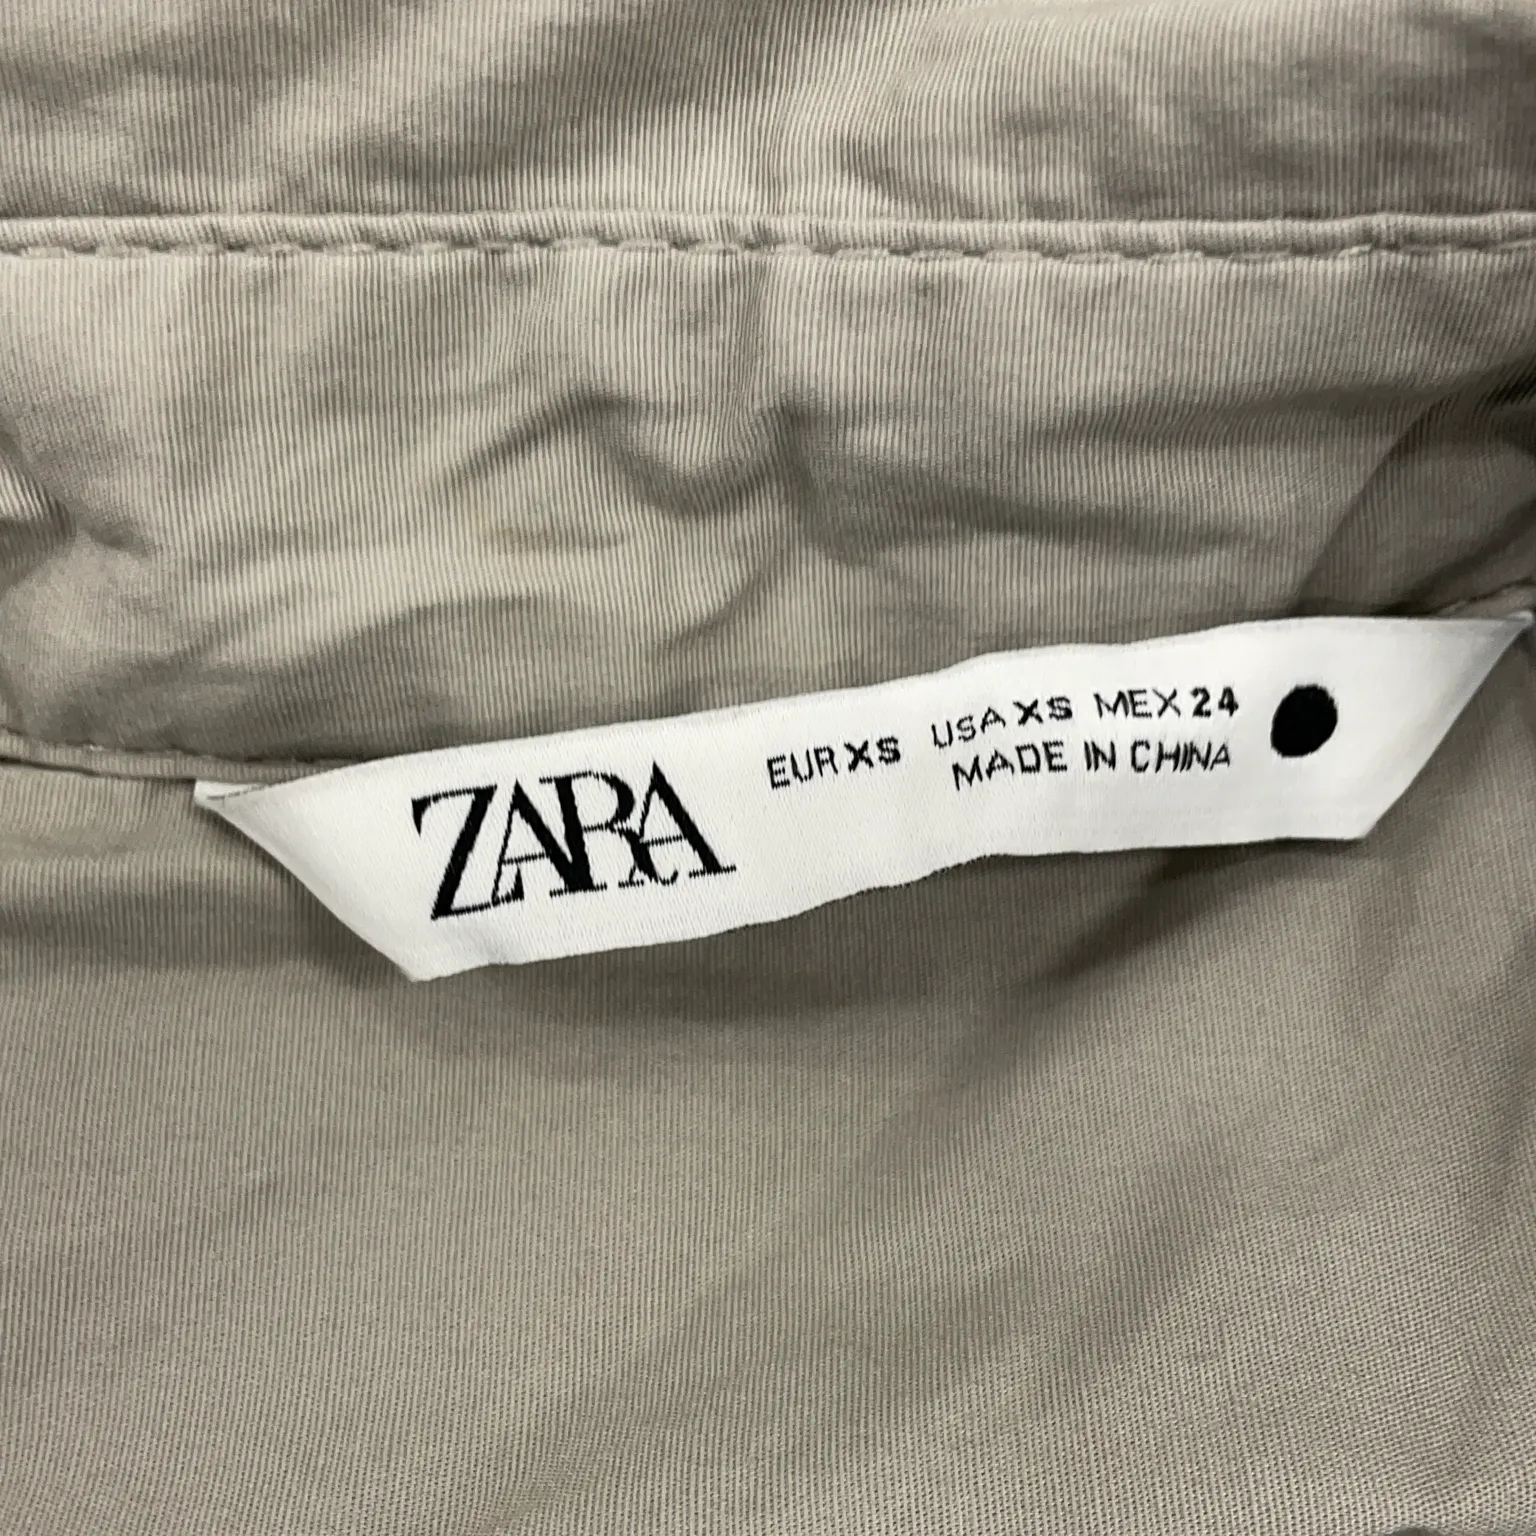 ZARA
EUR XS USA XS MEX 24
MADE IN CHINA